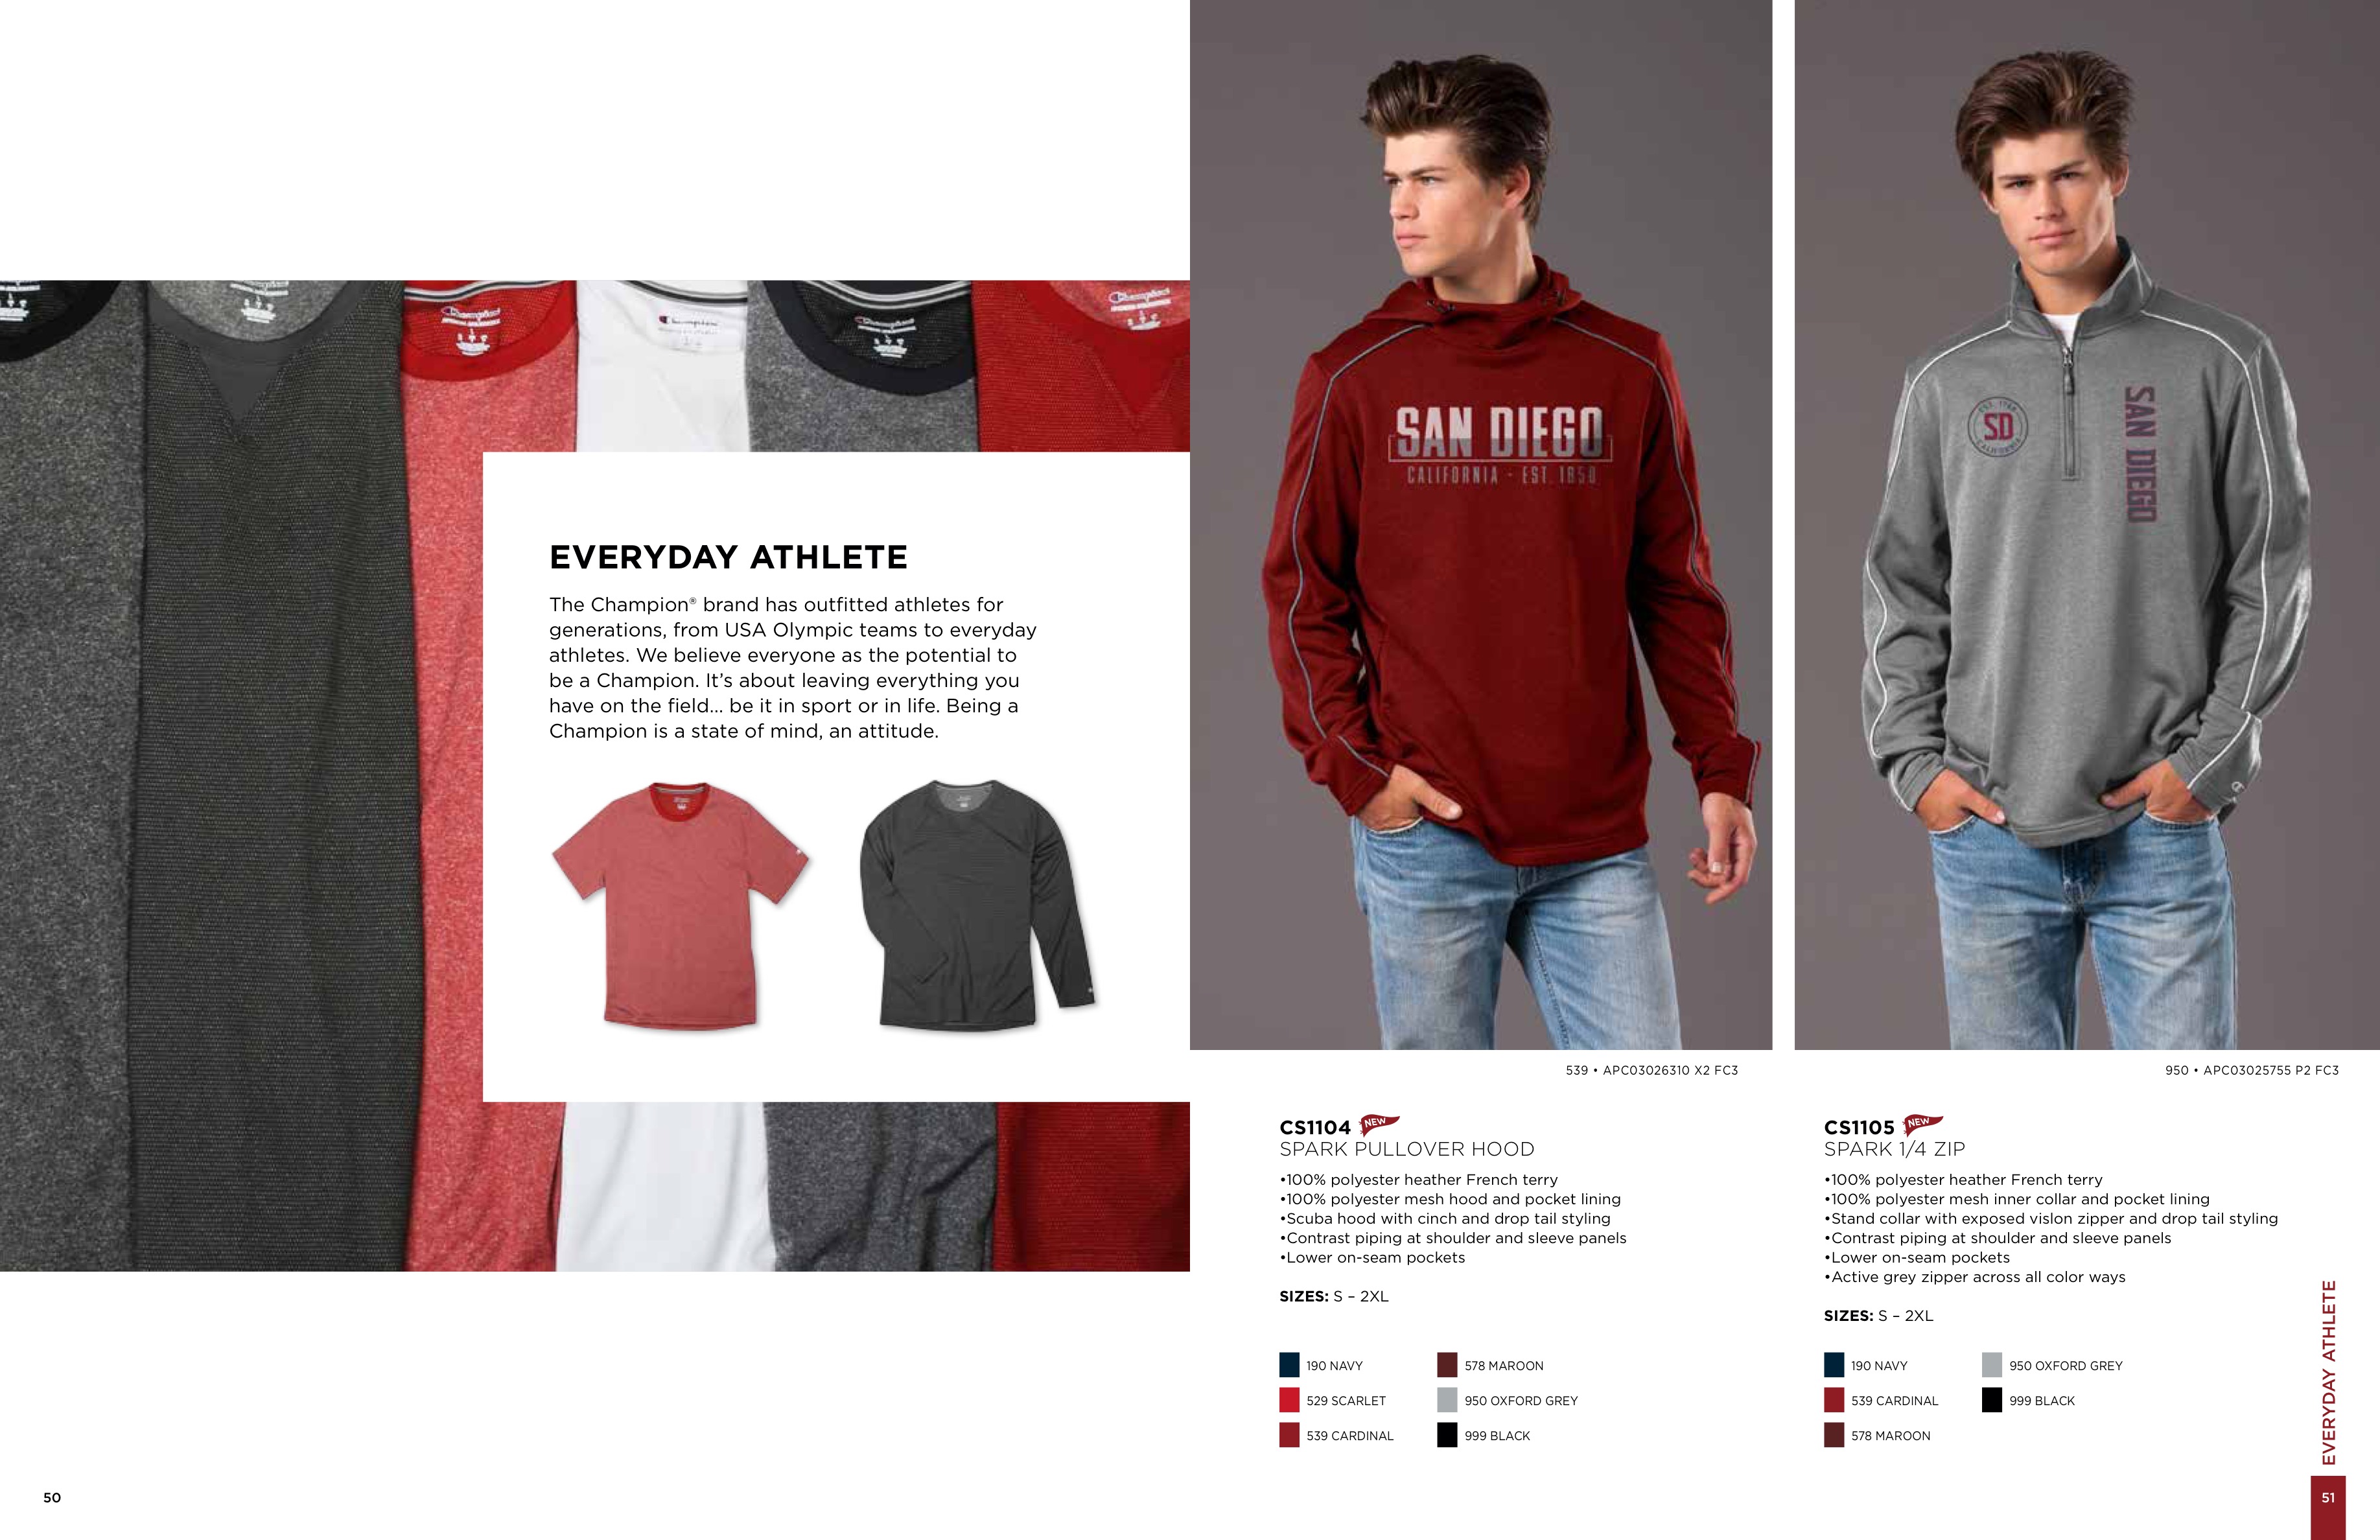 Champion
Champion
Champion
Champion
EVERYDAY ATHLETE
The Champion® brand has outfitted athletes for
generations, from USA Olympic teams to everyday
athletes. We believe everyone as the potential to
be a Champion. It’s about leaving everything you
have on the field... be it in sport or in life. Being a
Champion is a state of mind, an attitude.
50
SAN DIEGO
CALIFORNIA - EST. 1850
SD
CALIFORNIA
SAN DIEGO
539 • APC03026310 X2 FC3
950 • APC03025755 P2 FC3
CS1104 NEW
SPARK PULLOVER HOOD
•100% polyester heather French terry
•100% polyester mesh hood and pocket lining
•Scuba hood with cinch and drop tail styling
•Contrast piping at shoulder and sleeve panels
•Lower on-seam pockets
SIZES: S – 2XL
190 NAVY
529 SCARLET
539 CARDINAL
578 MAROON
950 OXFORD GREY
999 BLACK
CS1105 NEW
SPARK 1/4 ZIP
•100% polyester heather French terry
•100% polyester mesh inner collar and pocket lining
•Stand collar with exposed vislon zipper and drop tail styling
•Contrast piping at shoulder and sleeve panels
•Lower on-seam pockets
•Active grey zipper across all color ways
SIZES: S – 2XL
190 NAVY
539 CARDINAL
578 MAROON
950 OXFORD GREY
999 BLACK
EVERYDAY ATHLETE
51